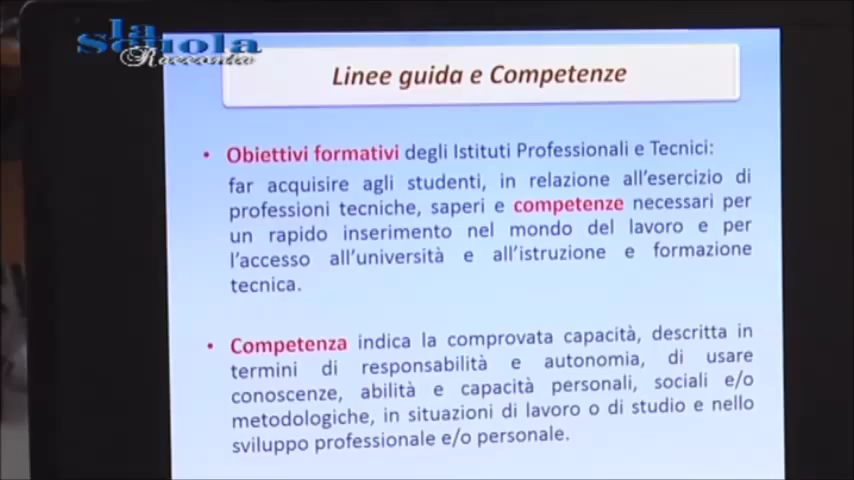 la
Scuola
Racconta
Linee guida e Competenze
• Obiettivi formativi degli Istituti Professionali e Tecnici:
far acquisire agli studenti, in relazione all'esercizio di
professioni tecniche, saperi e competenze necessari per
un rapido inserimento nel mondo del lavoro e per
l'accesso all'università e all'istruzione e formazione
tecnica.
• Competenza indica la comprovata capacità, descritta in
termini di responsabilità e autonomia, di usare
conoscenze, abilità e capacità personali, sociali e/o
metodologiche, in situazioni di lavoro o di studio e nello
sviluppo professionale e/o personale.